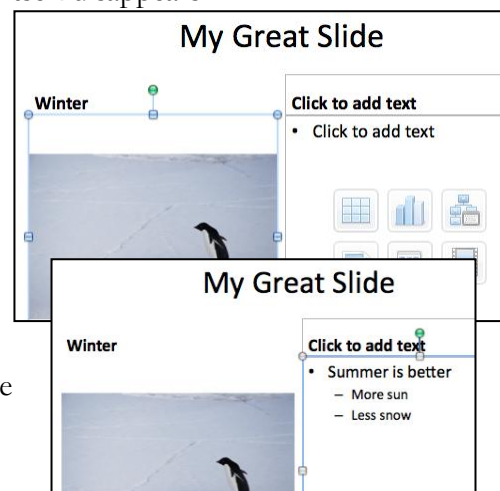 My Great Slide
Winter
Click to add text
• Click to add text
My Great Slide
Winter
Click to add text
• Summer is better
– More sun
– Less snow
e